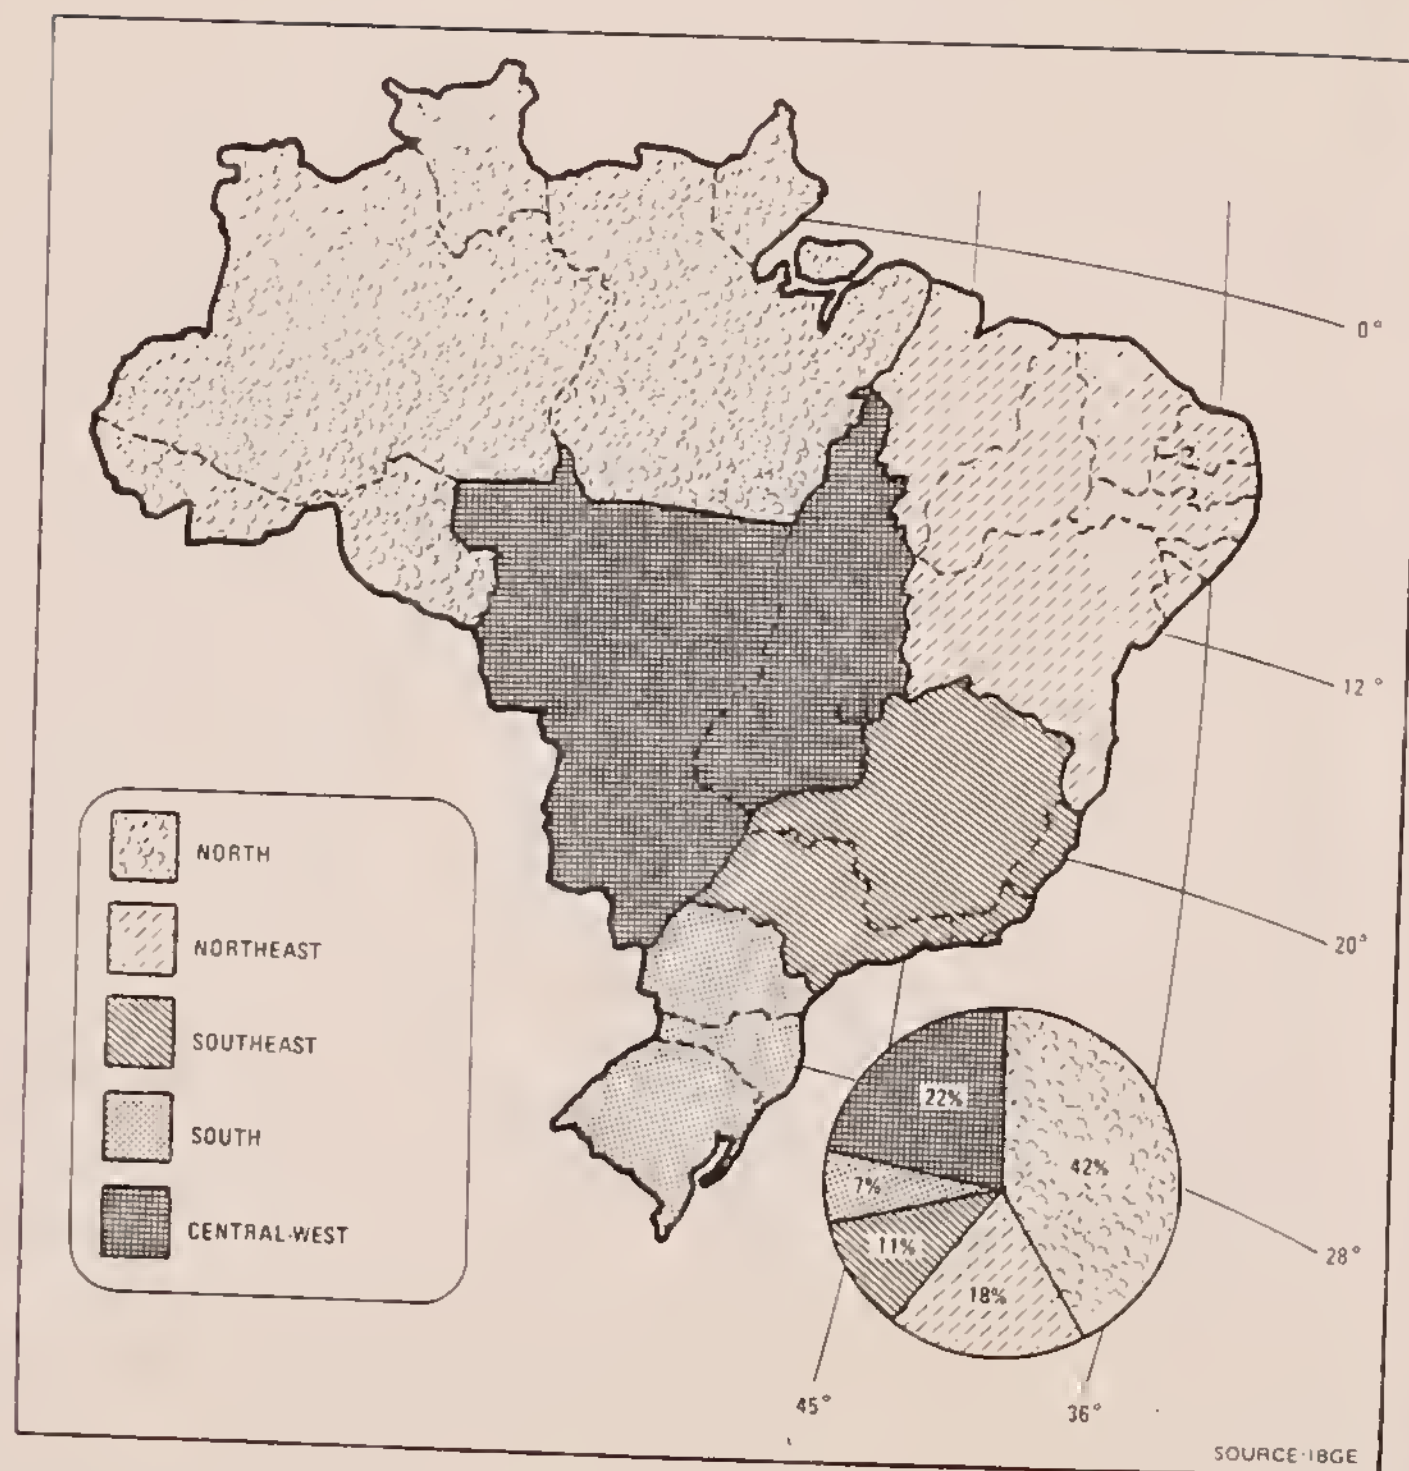 0°
12°
20°
28°
NORTH
NORTHEAST
SOUTHEAST
SOUTH
CENTRAL-WEST
22%
42%
7%
11%
18%
45°
36°
SOURCE-IBGE